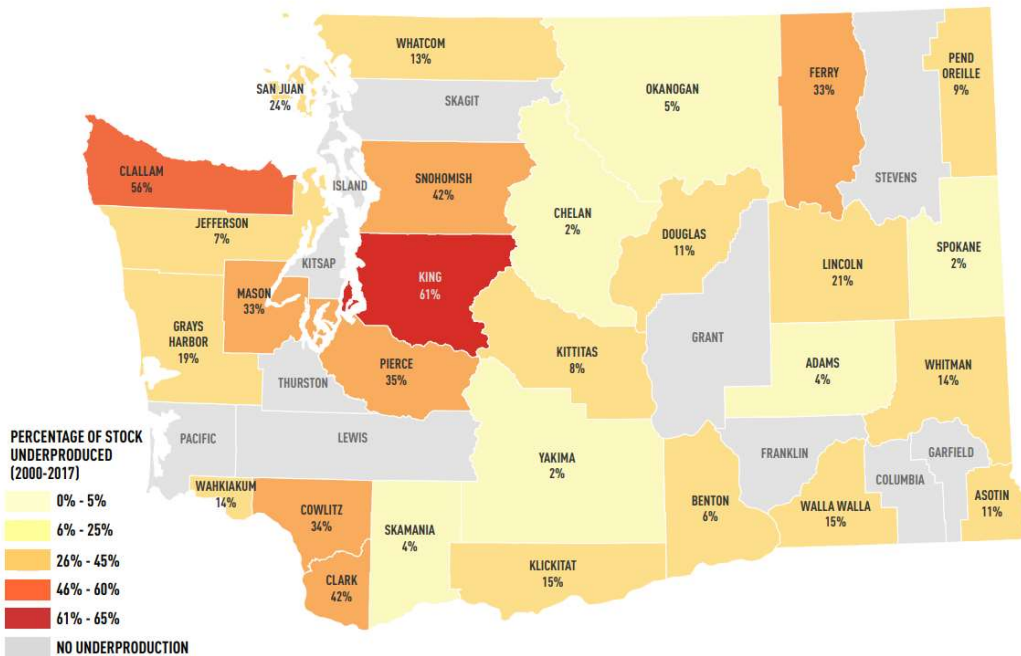 WHATCOM
13%
SAN JUAN
24%
SKAGIT
OKANOGAN
5%
FERRY
33%
PEND
OREILLE
9%
STEVENS
CLALLAM
56%
ISLAND
SNOHOMISH
42%
JEFFERSON
7%
CHELAN
2%
DOUGLAS
11%
SPOKANE
2%
KITSAP
KING
61%
LINCOLN
21%
MASON
33%
GRAYS
HARBOR
19%
GRANT
KITTITAS
8%
PIERCE
35%
ADAMS
4%
WHITMAN
14%
THURSTON
PACIFIC
LEWIS
YAKIMA
2%
FRANKLIN
GARFIELD
COLUMBIA
WAHKIAKUM
14%
COWLITZ
34%
SKAMANIA
4%
BENTON
6%
WALLA WALLA
15%
ASOTIN
11%
CLARK
42%
KLICKITAT
15%
PERCENTAGE OF STOCK
UNDERPRODUCED
(2000-2017)
0% - 5%
6% - 25%
26% - 45%
46% - 60%
61% - 65%
NO UNDERPRODUCTION